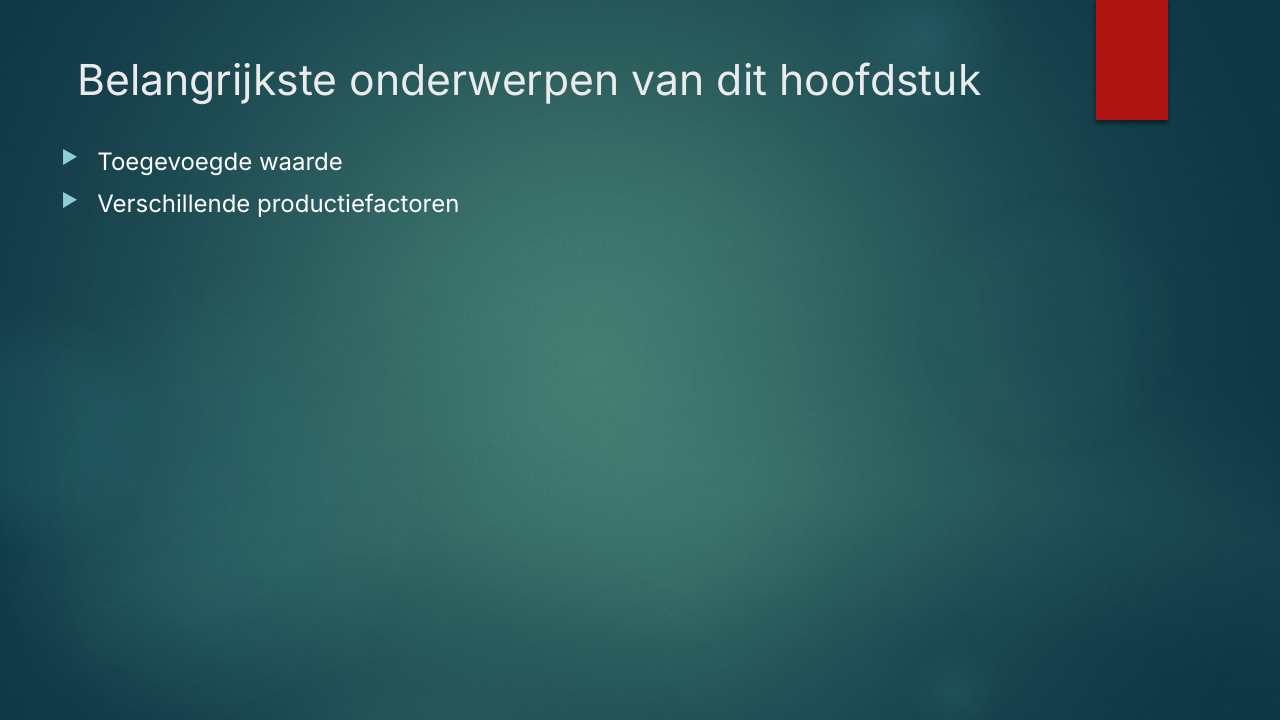 Belangrijkste onderwerpen van dit hoofdstuk
Toegevoegde waarde
Verschillende productiefactoren